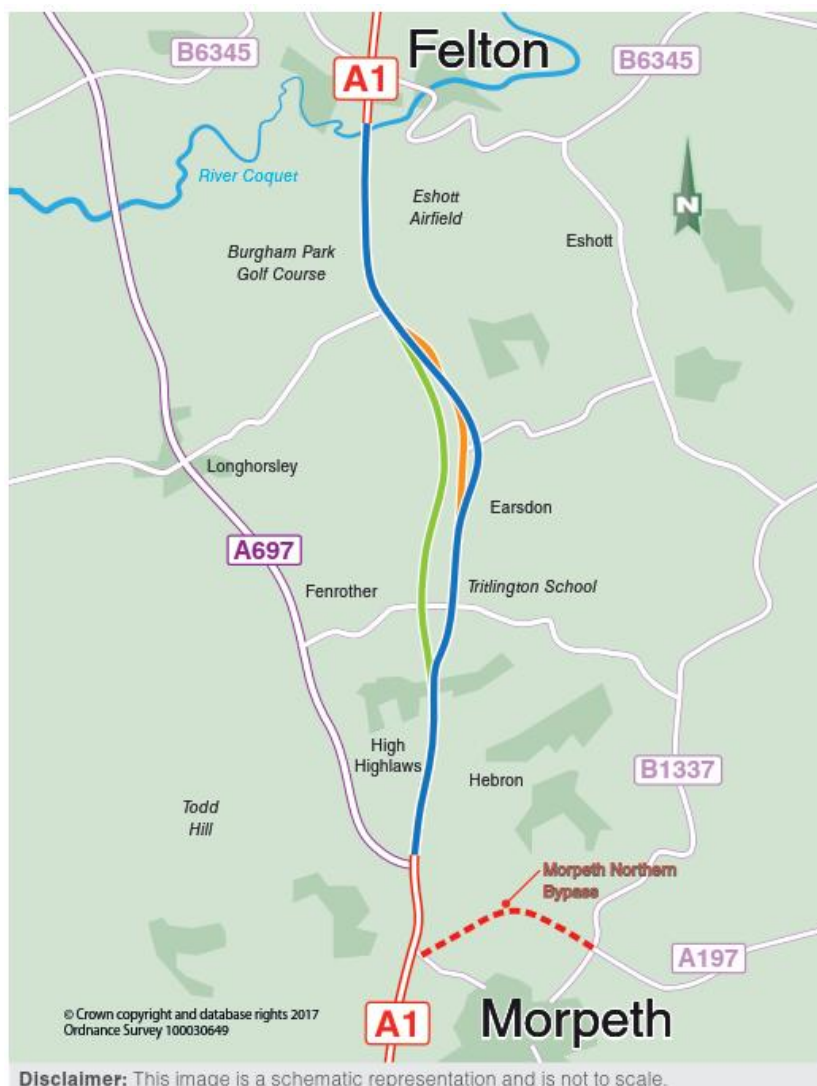 B6345
Felton
B6345
A1
River Coquet
Eshott
Airfield
N
Eshott
Burgham Park
Golf Course
Longhorsley
Earsdon
A697
Fenrother
Tritlington School
High
Highlaws
Hebron
B1337
Todd
Hill
Morpeth Northern
Bypass
A197
© Crown copyright and database rights 2017
Ordnance Survey 100030649
A1
Morpeth
Disclaimer: This image is a schematic representation and is not to scale.